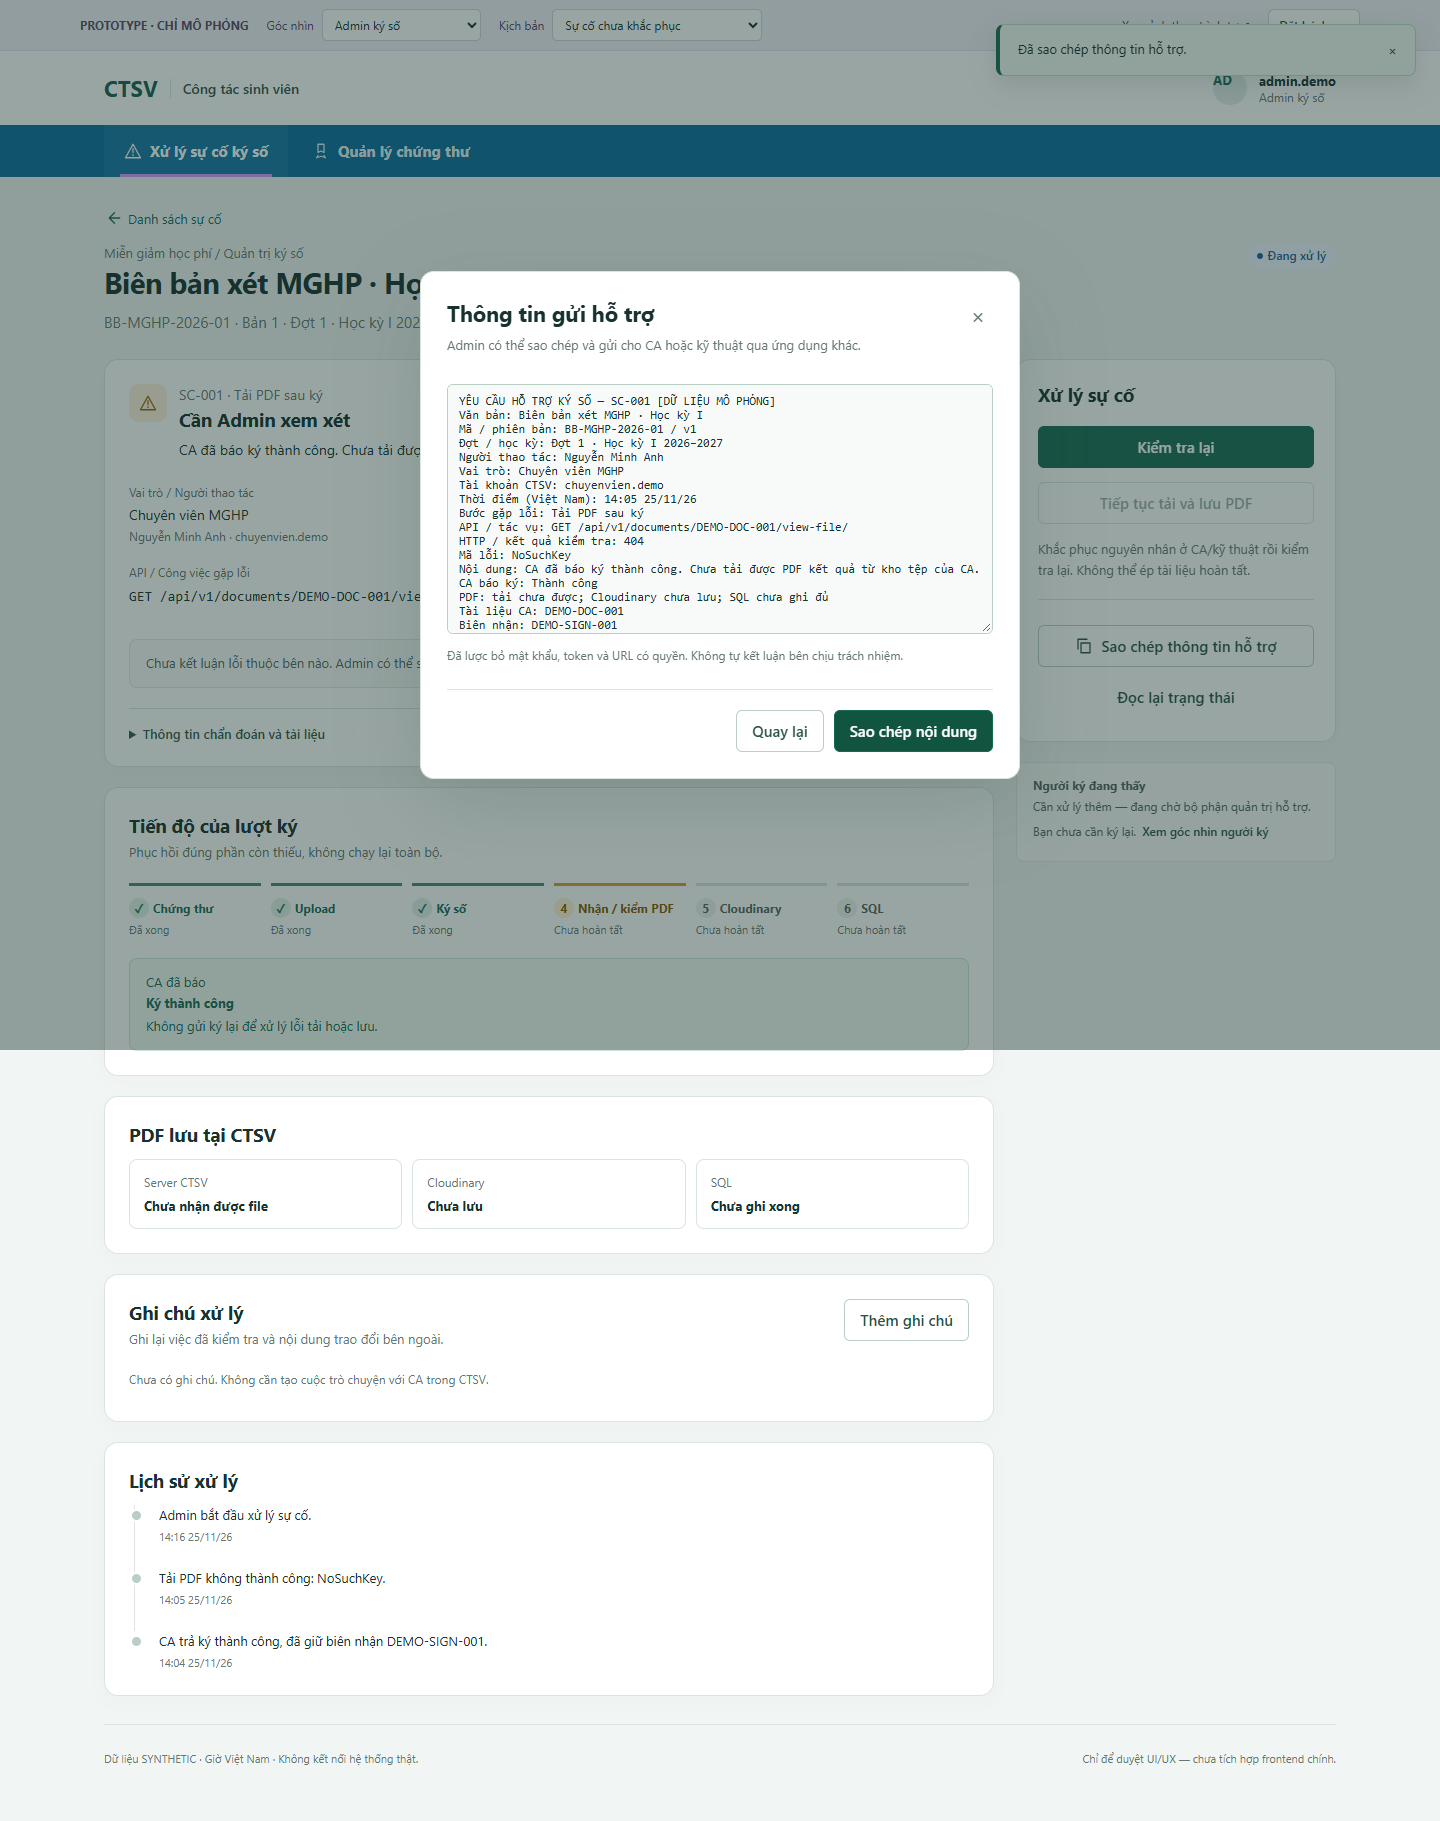 PROTOTYPE · CHỈ MÔ PHỎNG
Góc nhìn
Admin ký số
Kịch bản
Sự cố chưa khắc phục
Đã sao chép thông tin hỗ trợ.
×
CTSV
Công tác sinh viên
AD
admin.demo
Admin ký số
Xử lý sự cố ký số
Quản lý chứng thư
Danh sách sự cố
Miễn giảm học phí / Quản trị ký số
Đang xử lý
Biên bản xét MGHP · Họ
BB-MGHP-2026-01 · Bản 1 · Đợt 1 · Học kỳ I 202
SC-001 · Tải PDF sau ký
Cần Admin xem xét
CA đã báo ký thành công. Chưa tải đượ
Vai trò / Người thao tác
Chuyên viên MGHP
Nguyễn Minh Anh · chuyenvien.demo
API / Công việc gặp lỗi
GET /api/v1/documents/DEMO-DOC-001/vie
Chưa kết luận lỗi thuộc bên nào. Admin có thể s
Thông tin chẩn đoán và tài liệu
Thông tin gửi hỗ trợ
×
Admin có thể sao chép và gửi cho CA hoặc kỹ thuật qua ứng dụng khác.
YÊU CẦU HỖ TRỢ KÝ SỐ — SC-001 [DỮ LIỆU MÔ PHỎNG]
Văn bản: Biên bản xét MGHP · Học kỳ I
Mã / phiên bản: BB-MGHP-2026-01 / v1
Đợt / học kỳ: Đợt 1 · Học kỳ I 2026–2027
Người thao tác: Nguyễn Minh Anh
Vai trò: Chuyên viên MGHP
Tài khoản CTSV: chuyenvien.demo
Thời điểm (Việt Nam): 14:05 25/11/26
Bước gặp lỗi: Tải PDF sau ký
API / tác vụ: GET /api/v1/documents/DEMO-DOC-001/view-file/
HTTP / kết quả kiểm tra: 404
Mã lỗi: NoSuchKey
Nội dung: CA đã báo ký thành công. Chưa tải được PDF kết quả từ kho tệp của CA.
CA báo ký: Thành công
PDF: tải chưa được; Cloudinary chưa lưu; SQL chưa ghi đủ
Tài liệu CA: DEMO-DOC-001
Biên nhận: DEMO-SIGN-001
Đã lược bỏ mật khẩu, token và URL có quyền. Không tự kết luận bên chịu trách nhiệm.
Quay lại
Sao chép nội dung
Xử lý sự cố
Kiểm tra lại
Tiếp tục tải và lưu PDF
Khắc phục nguyên nhân ở CA/kỹ thuật rồi kiểm
tra lại. Không thể ép tài liệu hoàn tất.
Sao chép thông tin hỗ trợ
Đọc lại trạng thái
Người ký đang thấy
Cần xử lý thêm — đang chờ bộ phận quản trị hỗ trợ.
Bạn chưa cần ký lại. Xem góc nhìn người ký
Tiến độ của lượt ký
Phục hồi đúng phần còn thiếu, không chạy lại toàn bộ.
✓ Chứng thư
Đã xong
✓ Upload
Đã xong
✓ Ký số
Đã xong
4 Nhận / kiểm PDF
Chưa hoàn tất
5 Cloudinary
Chưa hoàn tất
6 SQL
Chưa hoàn tất
CA đã báo
Ký thành công
Không gửi ký lại để xử lý lỗi tải hoặc lưu.
PDF lưu tại CTSV
Server CTSV
Chưa nhận được file
Cloudinary
Chưa lưu
SQL
Chưa ghi xong
Ghi chú xử lý
Ghi lại việc đã kiểm tra và nội dung trao đổi bên ngoài.
Thêm ghi chú
Chưa có ghi chú. Không cần tạo cuộc trò chuyện với CA trong CTSV.
Lịch sử xử lý
Admin bắt đầu xử lý sự cố.
14:16 25/11/26
Tải PDF không thành công: NoSuchKey.
14:05 25/11/26
CA trả ký thành công, đã giữ biên nhận DEMO-SIGN-001.
14:04 25/11/26
Dữ liệu SYNTHETIC · Giờ Việt Nam · Không kết nối hệ thống thật.
Chỉ để duyệt UI/UX — chưa tích hợp frontend chính.